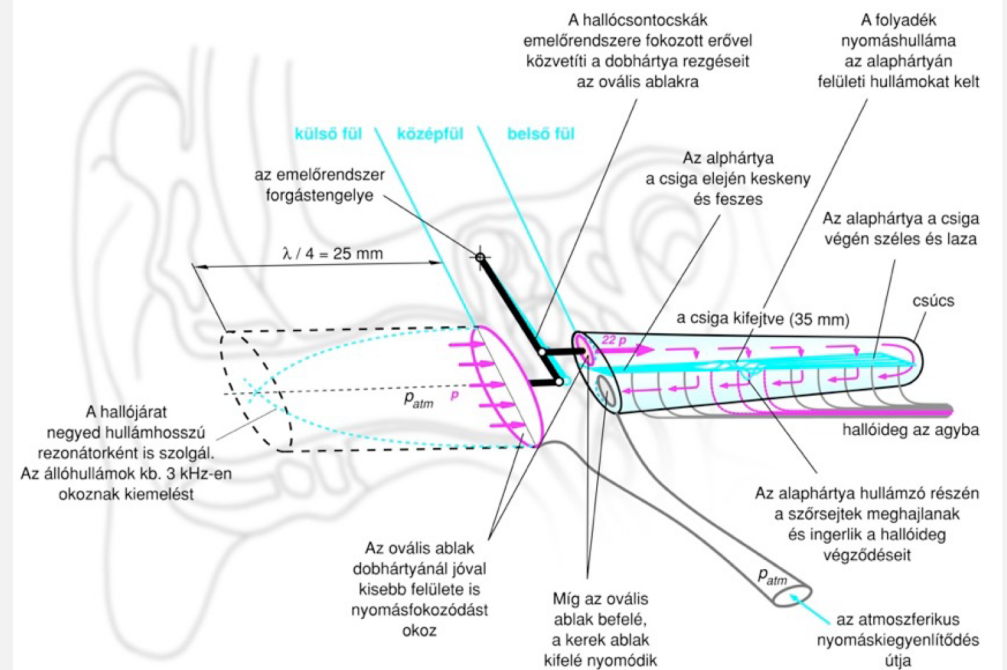 A hallócsontocskák
emelőrendszere fokozott erővel
közvetíti a dobhártya rezgéseit
az ovális ablakra
A folyadék
nyomáshulláma
az alaphártyán
felületi hullámokat kelt
külső fül
középfül
belső fül
az emelőrendszer
forgástengelye
Az alphártya
a csiga elején keskeny
és feszes
Az alaphártya a csiga
végén széles és laza
λ / 4 = 25 mm
csúcs
a csiga kifejtve (35 mm)
22 p
p atm
p
A hallójárat
negyed hullámhosszú
rezonátorként is szolgál.
Az állóhullámok kb. 3 kHz-en
okoznak kiemelést
hallóideg az agyba
Az alaphártya hullámzó részén
a szőrsejtek meghajlanak
és ingerlik a hallóideg
végződéseit
Az ovális ablak
dobhártyánál jóval
kisebb felülete is
nyomásfokozódást
okoz
Míg az ovális
ablak befelé,
a kerek ablak
kifelé nyomódik
p atm
az atmoszferikus
nyomáskiegyenlítődés
útja